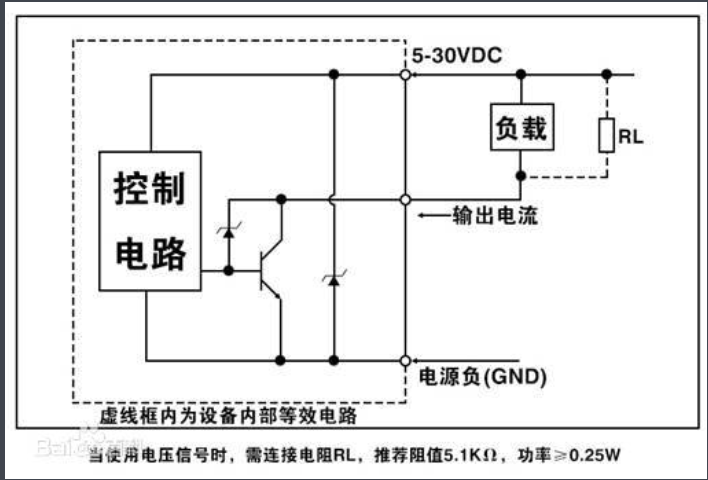 5-30VDC
负载
RL
控制
电路
输出电流
电源负(GND)
虚线框内为设备内部等效电路
当使用电压信号时，需连接电阻RL，推荐阻值5.1KΩ，功率≥0.25W